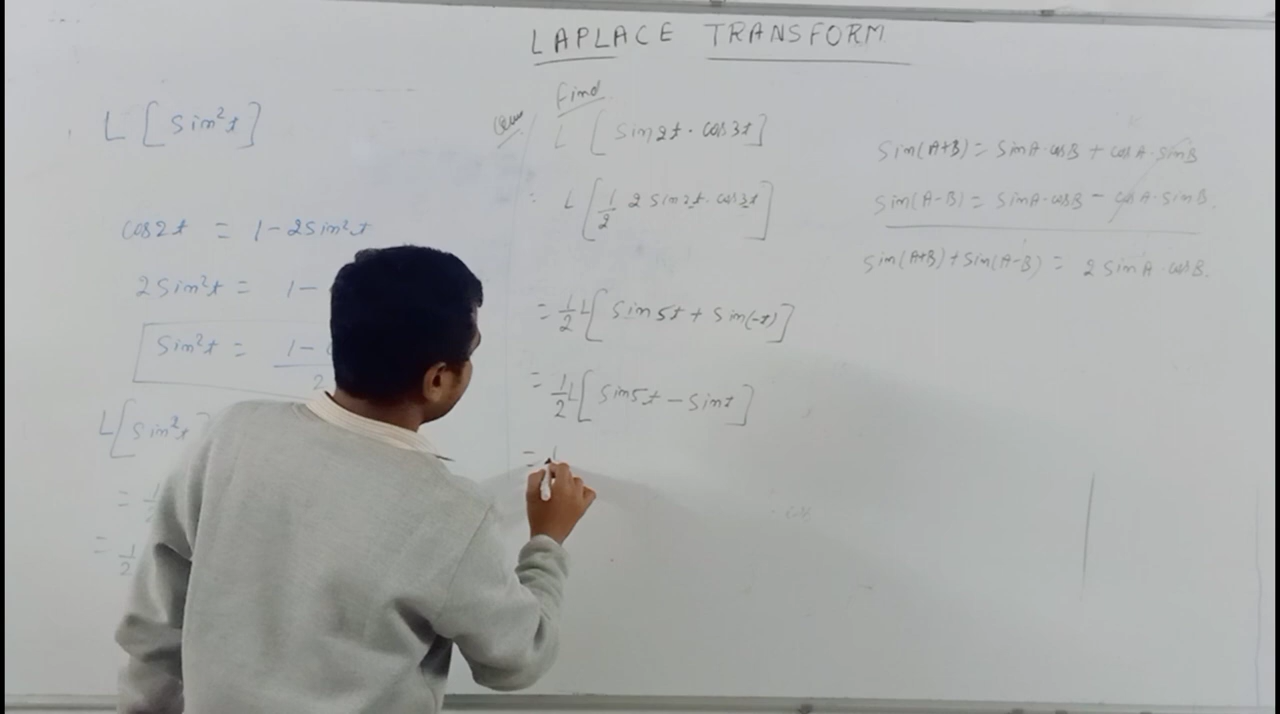 LAPLACE TRANSFORM
L [ Sin²t ]
Cos2t = 1 - 2Sin²t
2Sin²t = 1 -
Sin²t = 1 -
2
L [ Sin²t ]
=
= 1/2
Find
L [ Sin2t · Cos3t ]
L [ 1/2 2 Sin2t · Cos3t ]
= 1/2 L [ Sin5t + Sin(-t) ]
= 1/2 L [ Sin5t - Sint ]
=
Sin(A+B) = SinA·CosB + CosA·SinB
Sin(A-B) = SinA·CosB - CosA·SinB.
Sin(A+B) + Sin(A-B) = 2 SinA·CosB.